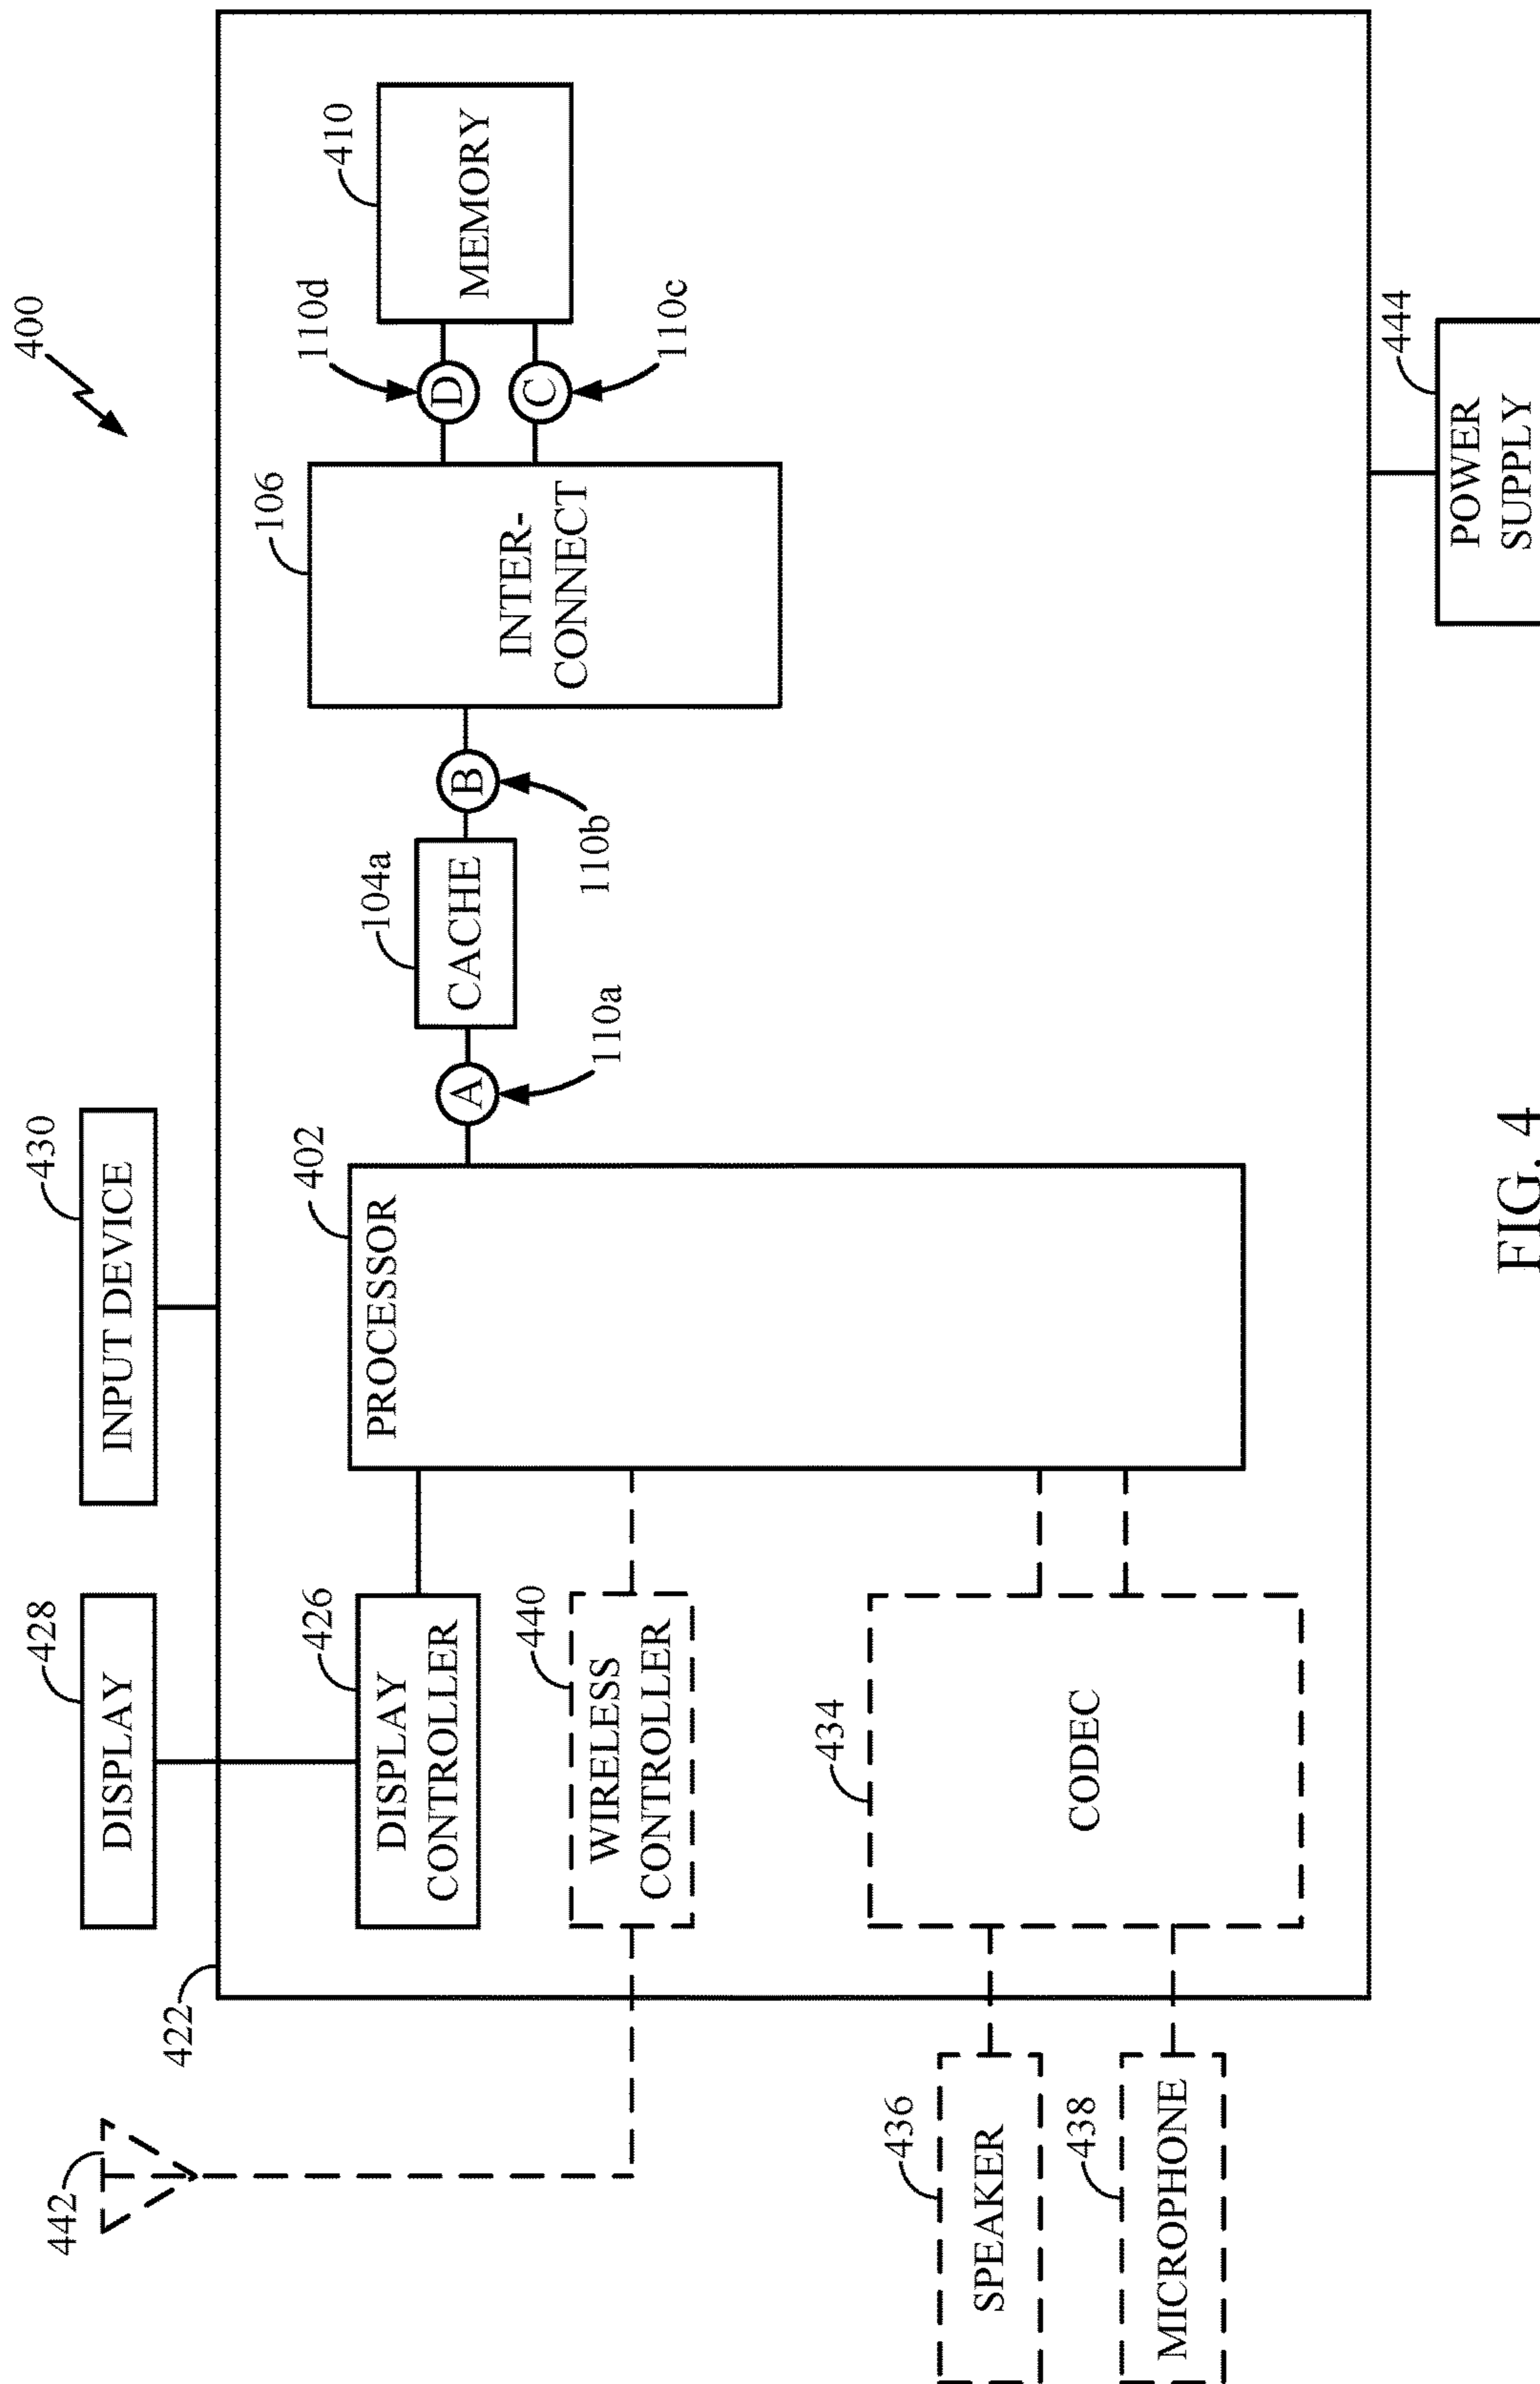 400
442
428
DISPLAY
430
INPUT DEVICE
422
426
DISPLAY
CONTROLLER
402
PROCESSOR
A
110a
104a
CACHE
B
110b
106
INTER-
CONNECT
110d
D
C
110c
410
MEMORY
440
WIRELESS
CONTROLLER
434
CODEC
436
SPEAKER
438
MICROPHONE
444
POWER
SUPPLY
FIG. 4